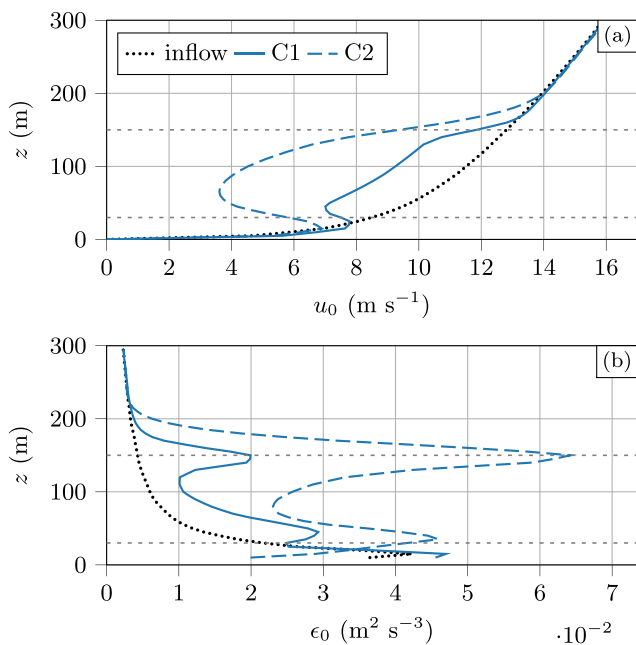 300
(a)
inflow C1 C2
200
z (m)
100
0
0 2 4 6 8 10 12 14 16
u₀ (m s⁻¹)
300
(b)
200
z (m)
100
0
0 1 2 3 4 5 6 7
ϵ₀ (m² s⁻³)
·10⁻²